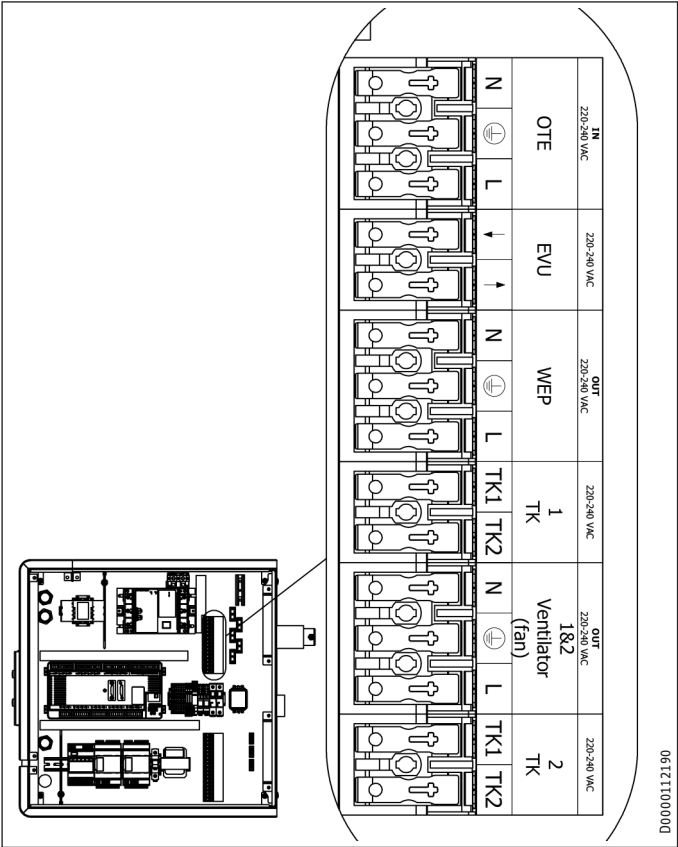 D0000112190
IN
220-240 VAC
OTE
N L
220-240 VAC
EVU
OUT
220-240 VAC
WEP
N L
220-240 VAC
1
TK
TK1 TK2
OUT
220-240 VAC
1&2
Ventilator
(fan)
N L
220-240 VAC
2
TK
TK1 TK2